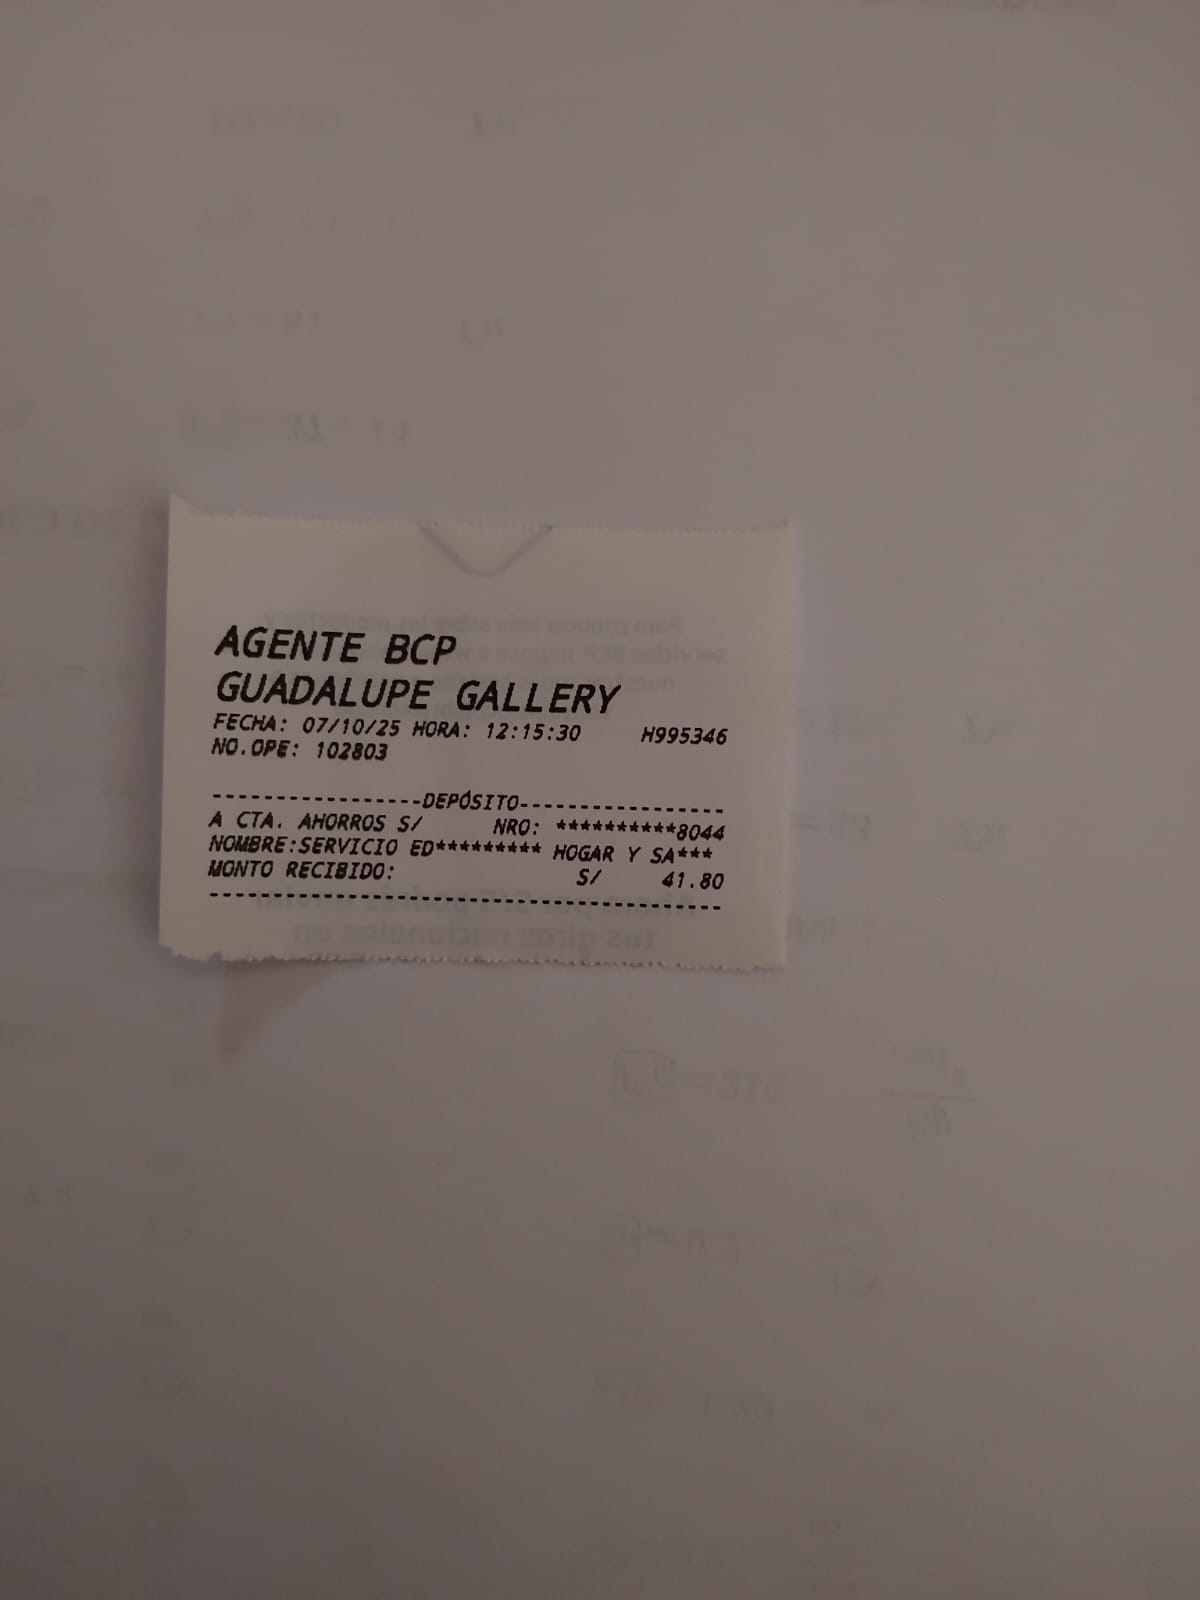 AGENTE BCP
GUADALUPE GALLERY
FECHA: 07/10/25 HORA: 12:15:30 H995346
NO.OPE: 102803
-----------------DEPÓSITO-----------------
A CTA. AHORROS S/ NRO: **********8044
NOMBRE:SERVICIO ED********* HOGAR Y SA***
MONTO RECIBIDO: S/ 41.80
------------------------------------------